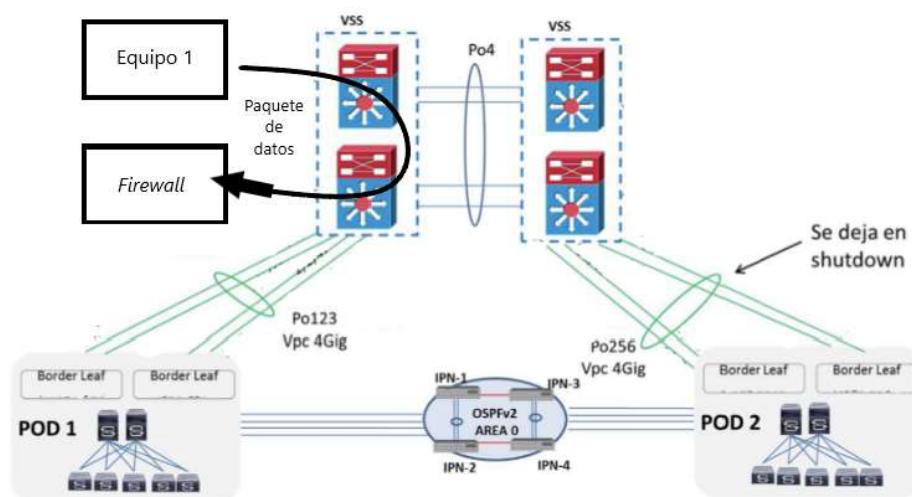 VSS
VSS
Po4
Equipo 1
Paquete
de
datos
Firewall
Se deja en
shutdown
Po123
Vpc 4Gig
Po256
Vpc 4Gig
Border Leaf
Border Leaf
Border Leaf
Border Leaf
IPN-1
IPN-3
OSPFv2
AREA 0
IPN-2
IPN-4
POD 1
POD 2